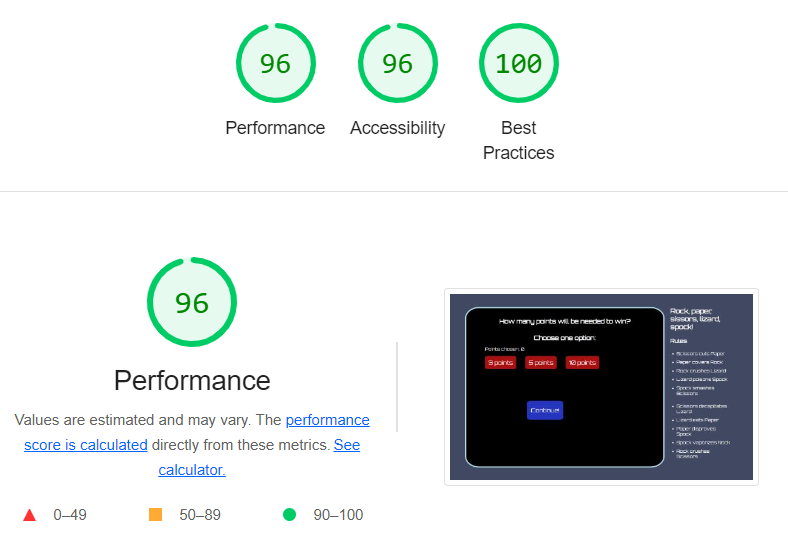 96
96
100
Performance
Accessibility
Best
Practices
96
Performance
Values are estimated and may vary. The performance
score is calculated directly from these metrics. See
calculator.
0–49
50–89
90–100
How many points will be needed to win?
Choose one option:
Points chosen: 0
5 points
10 points
Continue!
Rock, paper,
sissors, lizard,
spock!
Rules
Scissors cuts Paper
Paper covers Rock
Rock crushes Lizard
Lizard poisons Spock
Spock smashes
Scissors
Scissors decapitates
Lizard
Lizard eats Paper
Paper disproves
Spock
Spock vaporizes Rock
Rock crushes
Scissors